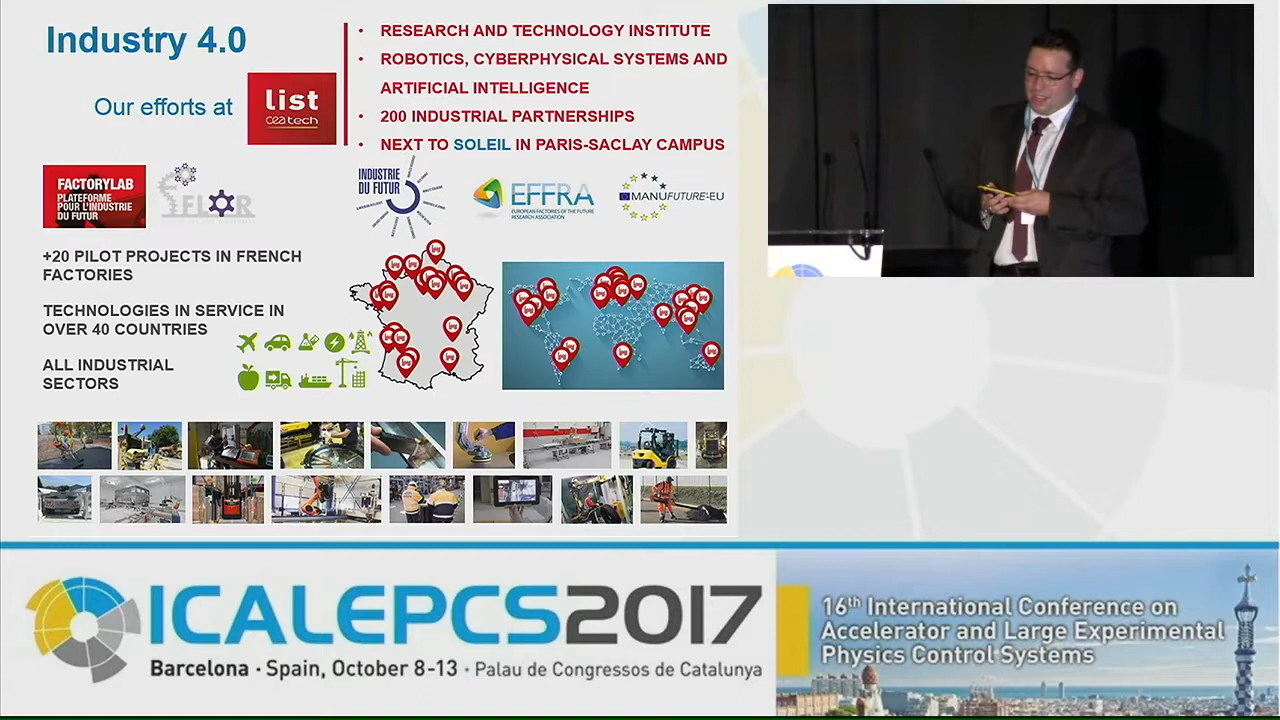 Industry 4.0
Our efforts at
list
ceatech
• RESEARCH AND TECHNOLOGY INSTITUTE
• ROBOTICS, CYBERPHYSICAL SYSTEMS AND
ARTIFICIAL INTELLIGENCE
• 200 INDUSTRIAL PARTNERSHIPS
• NEXT TO SOLEIL IN PARIS-SACLAY CAMPUS
FACTORYLAB
PLATEFORME
POUR L'INDUSTRIE
DU FUTUR
FLOR
INDUSTRIE
DU FUTUR
EFFRA
EUROPEAN FACTORIES OF THE FUTURE
RESEARCH ASSOCIATION
MANUFUTURE-EU
+20 PILOT PROJECTS IN FRENCH
FACTORIES
TECHNOLOGIES IN SERVICE IN
OVER 40 COUNTRIES
ALL INDUSTRIAL
SECTORS
ICALEPCS2017
Barcelona · Spain, October 8-13 · Palau de Congressos de Catalunya
16th International Conference on
Accelerator and Large Experimental
Physics Control Systems